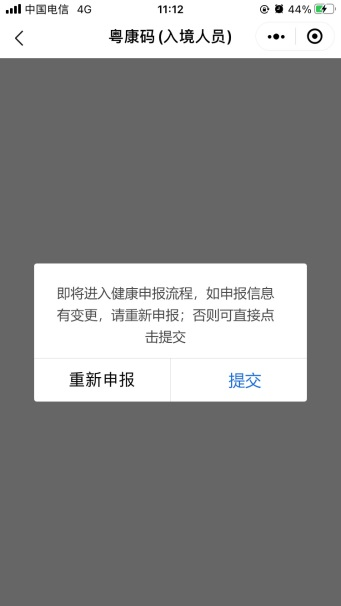 中国电信 4G 11:12 44%
粤康码(入境人员)
即将进入健康申报流程，如申报信息
有变更，请重新申报；否则可直接点
击提交
重新申报 提交